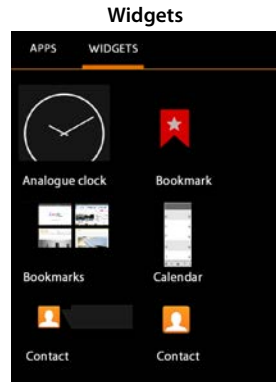 Widgets
APPS WIDGETS
Analogue clock Bookmark
Bookmarks Calendar
Contact Contact